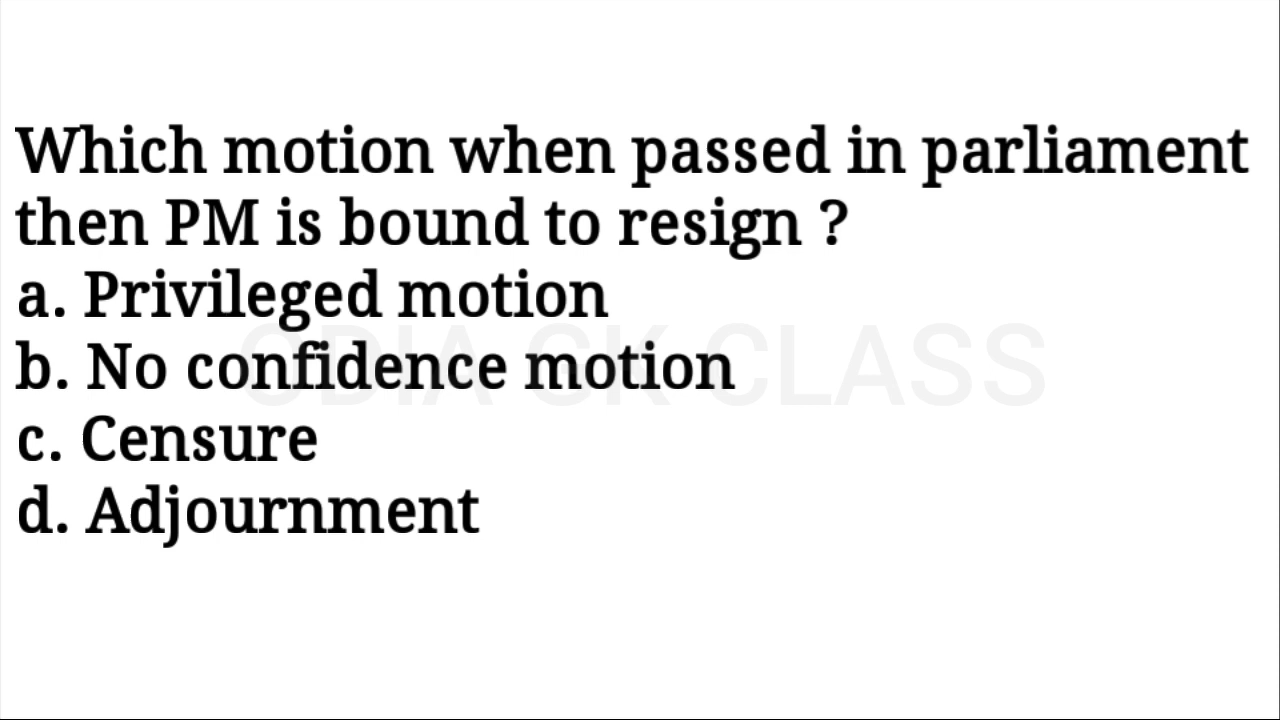 Which motion when passed in parliament
then PM is bound to resign ?
a. Privileged motion
b. No confidence motion
ODIA GK CLASS
c. Censure
d. Adjournment